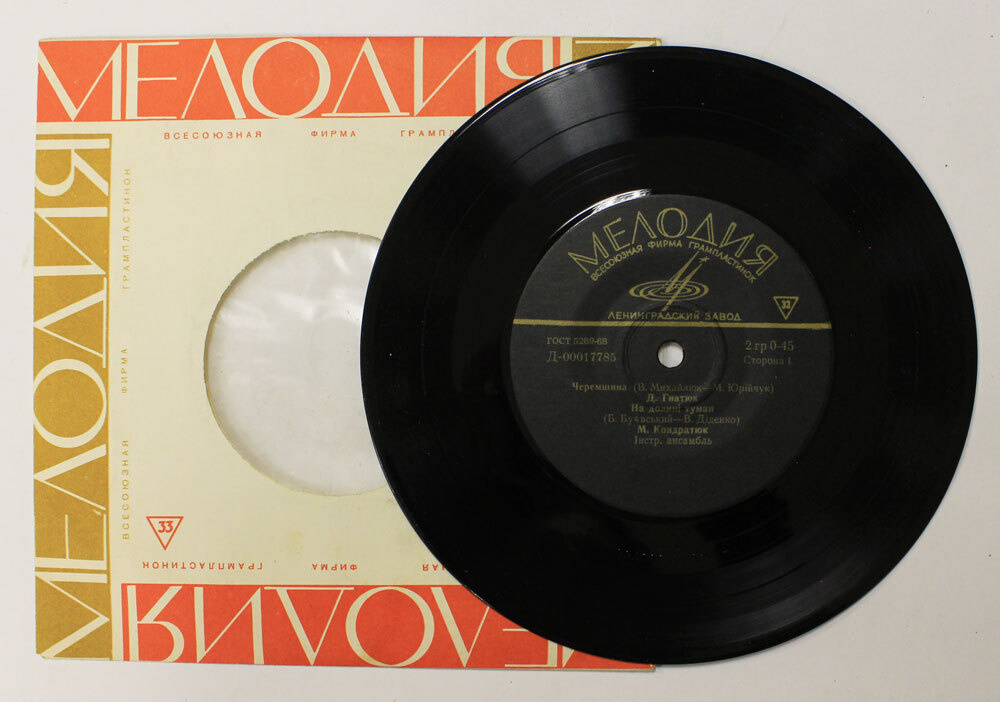 МЕЛОДИЯ
ВСЕСОЮЗНАЯ ФИРМА
МЕЛОДИЯ
ВСЕСОЮЗНАЯ ФИРМА ГРАМПЛАСТИНОК
33
ФИРМА ГРАМПЛАСТИНОК
МЕЛОДИЯ
ВСЕСОЮЗНАЯ ФИРМА ГРАМПЛАСТИНОК
ЛЕНИНГРАДСКИЙ ЗАВОД
33
ГОСТ 5289-68
Д-00017785
2 гр 0-45
Сторона 1
Черемшина (В. Михайлюк—М. Юрійчук)
Д. Гнатюк
На долині туман
(Б. Буєвський—В. Діденко)
М. Кондратюк
Інстр. ансамбль